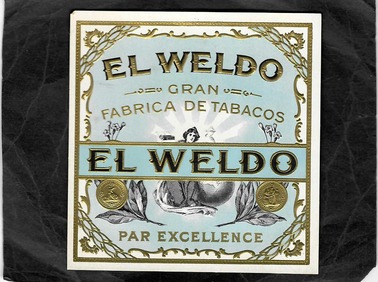 EL WELDO
GRAN
FABRICA DE TABACOS
EL WELDO
PAR EXCELLENCE